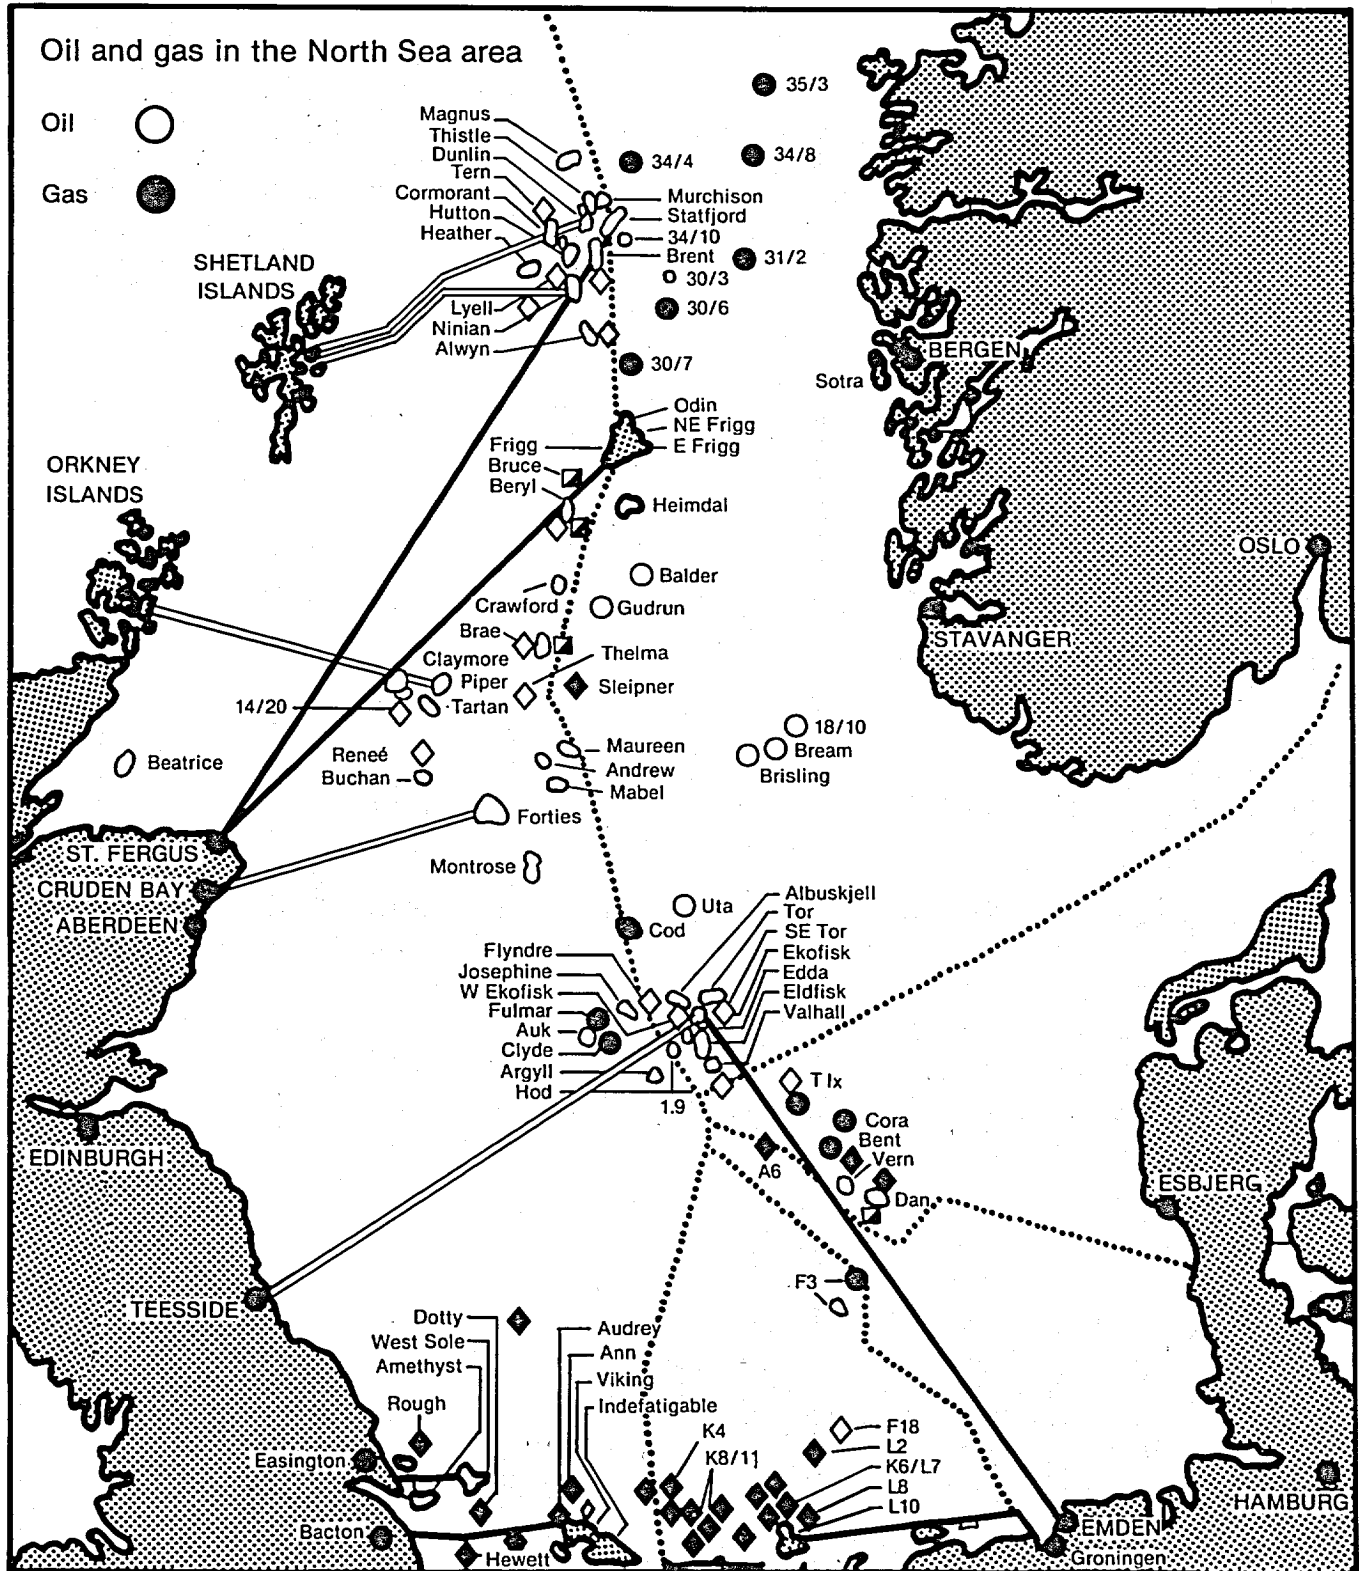 Oil and gas in the North Sea area
Oil
Gas
35/3
34/4
34/8
Magnus
Thistle
Dunlin
Tern
Cormorant
Hutton
Heather
Murchison
Statfjord
34/10
Brent
31/2
30/3
30/6
SHETLAND
ISLANDS
Lyell
Ninian
Alwyn
30/7
BERGEN
Sotra
Odin
NE Frigg
E Frigg
Frigg
Bruce
Beryl
Heimdal
ORKNEY
ISLANDS
OSLO
Balder
Crawford
Gudrun
STAVANGER
Brae
Thelma
Claymore
Piper
Sleipner
14/20
Tartan
18/10
Bream
Brisling
Beatrice
Reneé
Buchan
Maureen
Andrew
Mabel
Forties
ST. FERGUS
CRUDEN BAY
ABERDEEN
Montrose
Uta
Cod
Albuskjell
Tor
SE Tor
Ekofisk
Edda
Eldfisk
Valhall
Flyndre
Josephine
W Ekofisk
Fulmar
Auk
Clyde
Argyll
Hod
1.9
T Ix
Cora
Bent
Vern
A6
Dan
EDINBURGH
ESBJERG
F3
TEESSIDE
Dotty
West Sole
Amethyst
Rough
Audrey
Ann
Viking
Indefatigable
K4
K8/11
F18
L2
K6/L7
L8
L10
Easington
Bacton
Hewett
HAMBURG
EMDEN
Groningen